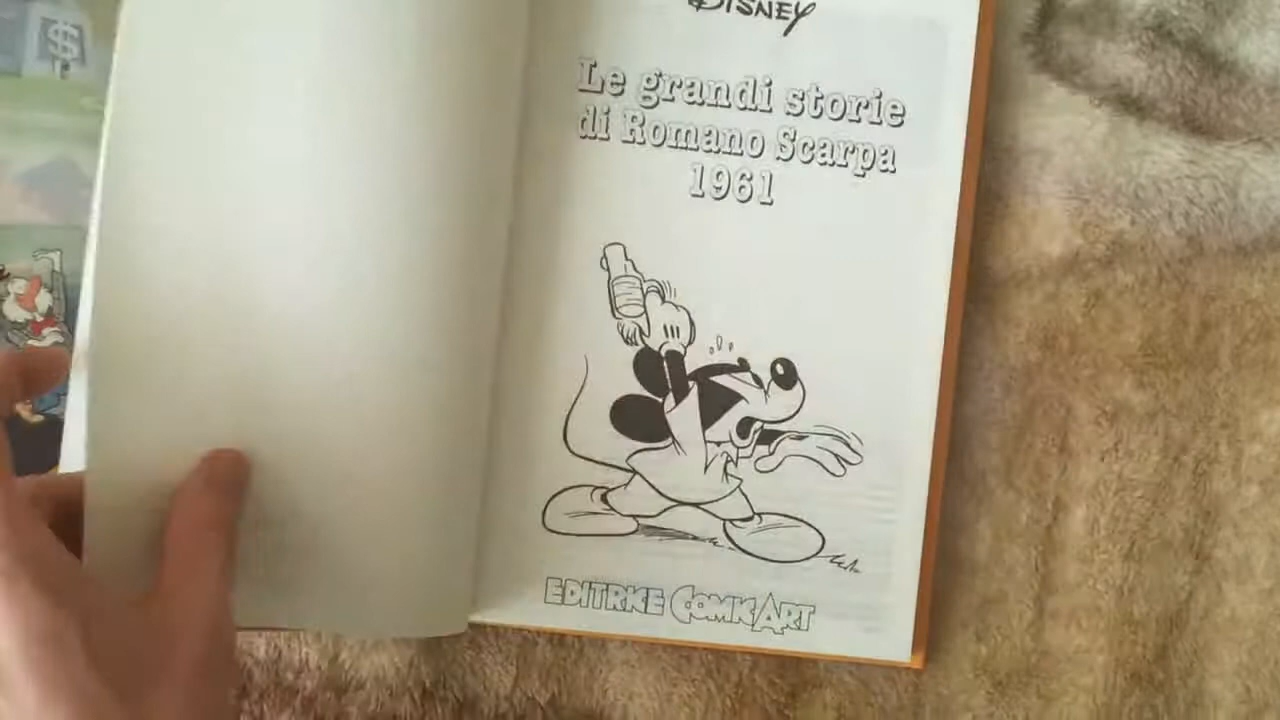 DISNEY
Le grandi storie
di Romano Scarpa
1961
EDITRICE COMIC ART
$